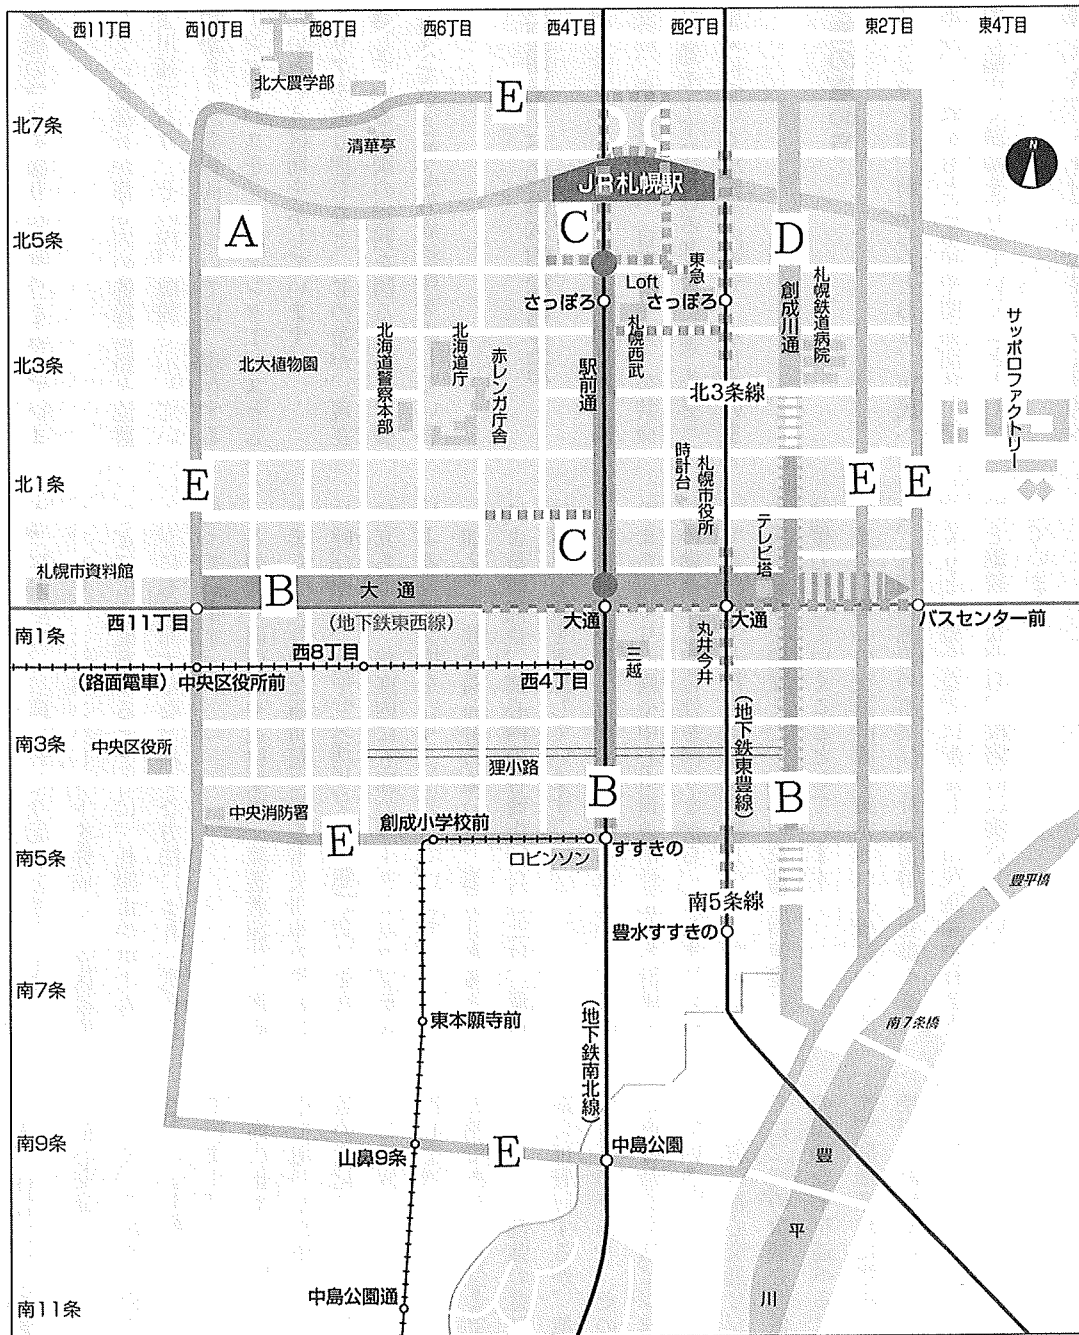 西11丁目
西10丁目
西8丁目
西6丁目
西4丁目
西2丁目
東2丁目
東4丁目
北大農学部
E
北7条
清華亭
N
JR札幌駅
A
C
D
北5条
東急
Loft
さっぽろ
さっぽろ
創成川通
札幌鉄道病院
サッポロファクトリー
北3条
北大植物園
北海道警察本部
北海道庁
赤レンガ庁舎
駅前通
札幌西武
北3条線
北1条
E
時計台
札幌市役所
E
E
C
テレビ塔
札幌市資料館
B
大通
西11丁目
(地下鉄東西線)
大通
大通
バスセンター前
南1条
西8丁目
三越
丸井今井
(路面電車)中央区役所前
西4丁目
(地下鉄東豊線)
南3条
中央区役所
狸小路
B
B
中央消防署
創成小学校前
E
南5条
ロビンソン
すすきの
豊平橋
南5条線
豊水すすきの
南7条
東本願寺前
(地下鉄南北線)
南7条橋
南9条
山鼻9条
E
中島公園
豊平川
南11条
中島公園通